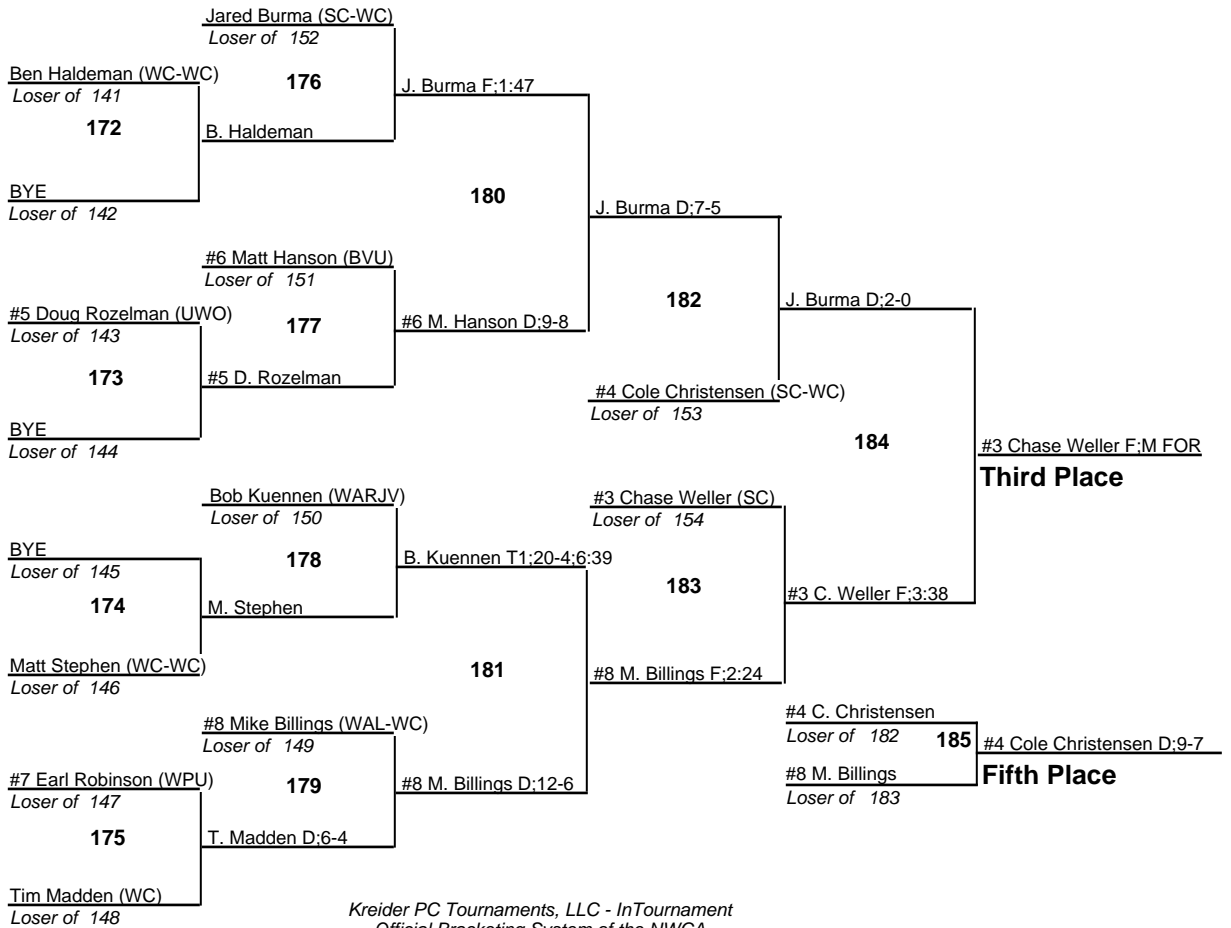 Jared Burma (SC-WC)
Loser of 152
Ben Haldeman (WC-WC)
Loser of 141
176
J. Burma F;1:47
172
B. Haldeman
BYE
Loser of 142
180
J. Burma D;7-5
#6 Matt Hanson (BVU)
Loser of 151
#5 Doug Rozelman (UWO)
Loser of 143
177
#6 M. Hanson D;9-8
182
J. Burma D;2-0
173
#5 D. Rozelman
#4 Cole Christensen (SC-WC)
Loser of 153
BYE
Loser of 144
184
#3 Chase Weller F;M FOR
Third Place
Bob Kuennen (WARJV)
Loser of 150
#3 Chase Weller (SC)
Loser of 154
BYE
Loser of 145
178
B. Kuennen T1;20-4;6:39
183
#3 C. Weller F;3:38
174
M. Stephen
Matt Stephen (WC-WC)
Loser of 146
181
#8 M. Billings F;2:24
#8 Mike Billings (WAL-WC)
Loser of 149
#4 C. Christensen
Loser of 182
185
#4 Cole Christensen D;9-7
Fifth Place
#8 M. Billings
Loser of 183
#7 Earl Robinson (WPU)
Loser of 147
179
#8 M. Billings D;12-6
175
T. Madden D;6-4
Tim Madden (WC)
Loser of 148
Kreider PC Tournaments, LLC - InTournament
Official Bracketing System of the NWCA